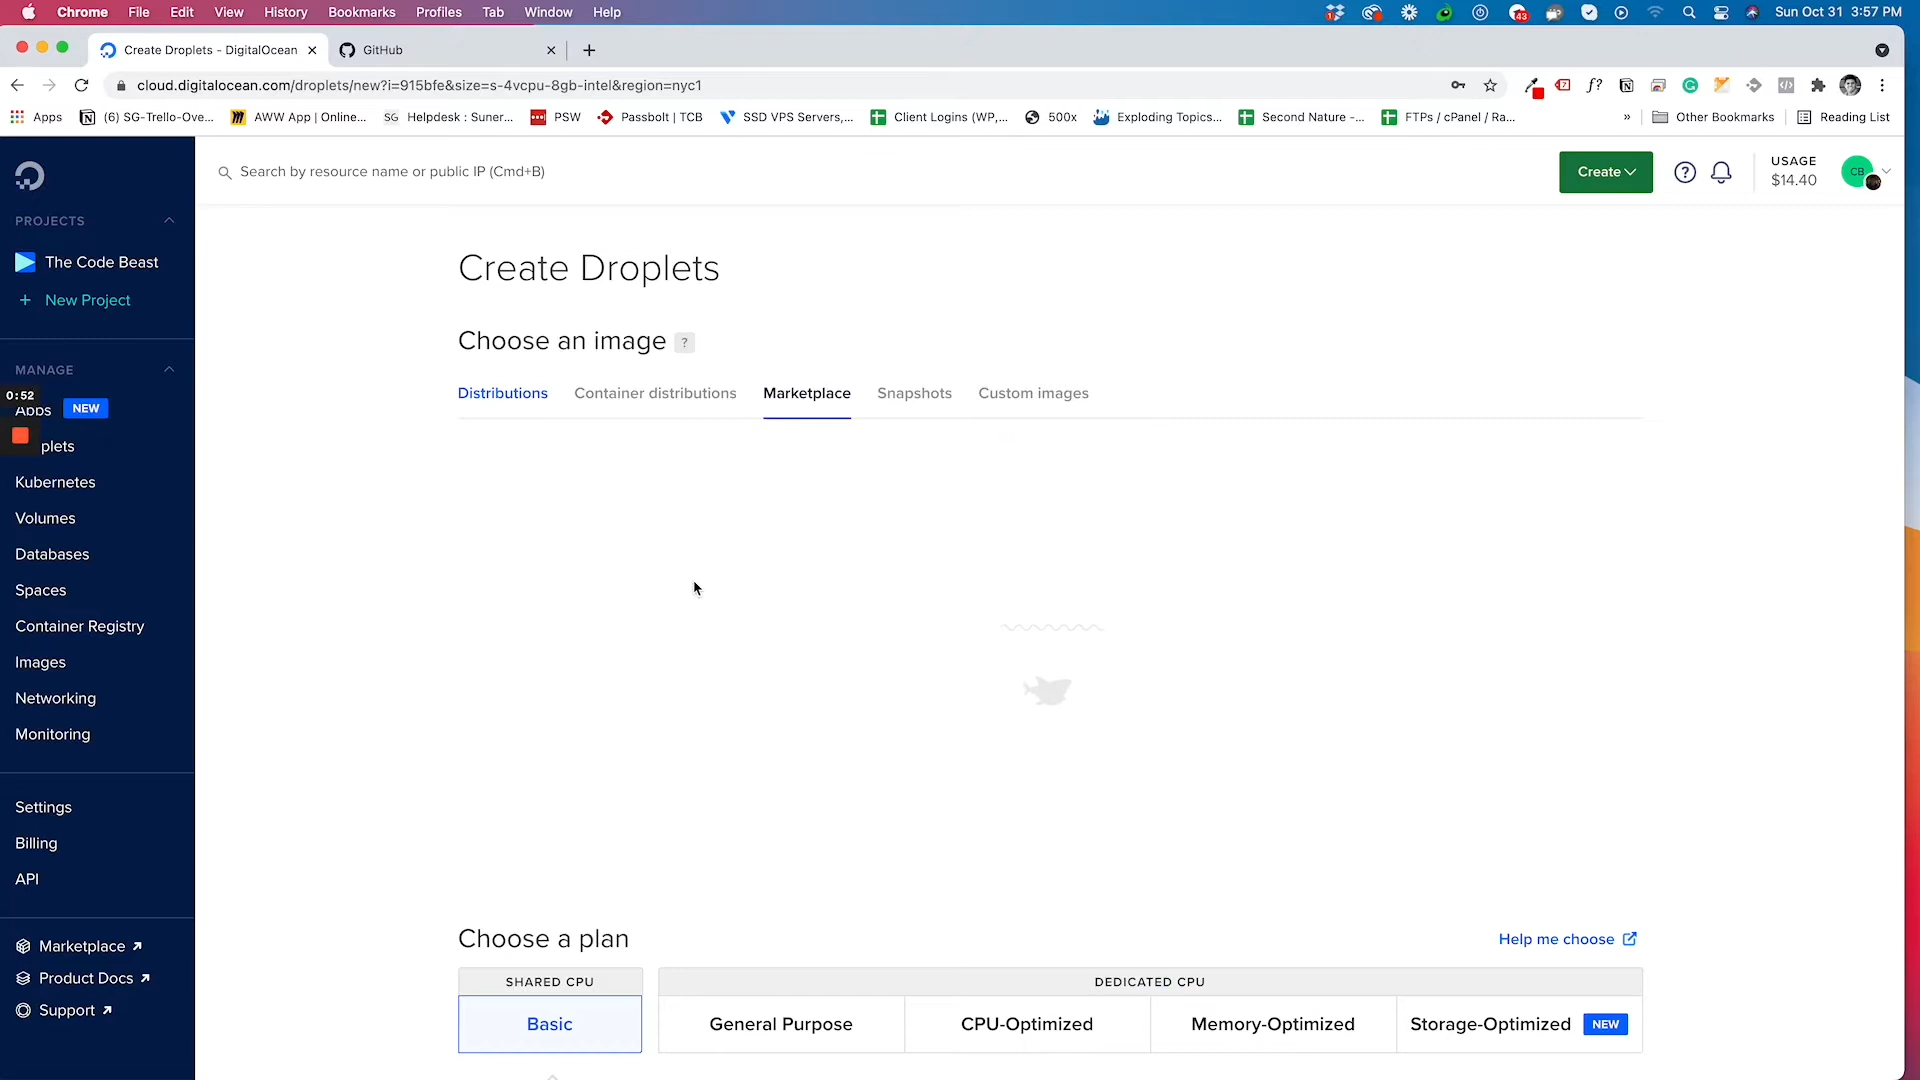 Chrome File Edit View History Bookmarks Profiles Tab Window Help
1 43 Sun Oct 31 3:57 PM
Create Droplets - DigitalOcean GitHub
cloud.digitalocean.com/droplets/new?i=915bfe&size=s-4vcpu-8gb-intel&region=nyc1
f?
Apps (6) SG-Trello-Ove... AWW App | Online... SG Helpdesk : Suner... PSW Passbolt | TCB SSD VPS Servers,... Client Logins (WP,... 500x Exploding Topics... Second Nature -... FTPs / cPanel / Ra... » Other Bookmarks Reading List
Search by resource name or public IP (Cmd+B)
Create
?
USAGE
$14.40
CB
PROJECTS
The Code Beast
+ New Project
MANAGE
0:52
Apps NEW
plets
Kubernetes
Volumes
Databases
Spaces
Container Registry
Images
Networking
Monitoring
Settings
Billing
API
Marketplace
Product Docs
Support
Create Droplets
Choose an image ?
Distributions Container distributions Marketplace Snapshots Custom images
Choose a plan
Help me choose
SHARED CPU
DEDICATED CPU
Basic
General Purpose
CPU-Optimized
Memory-Optimized
Storage-Optimized NEW